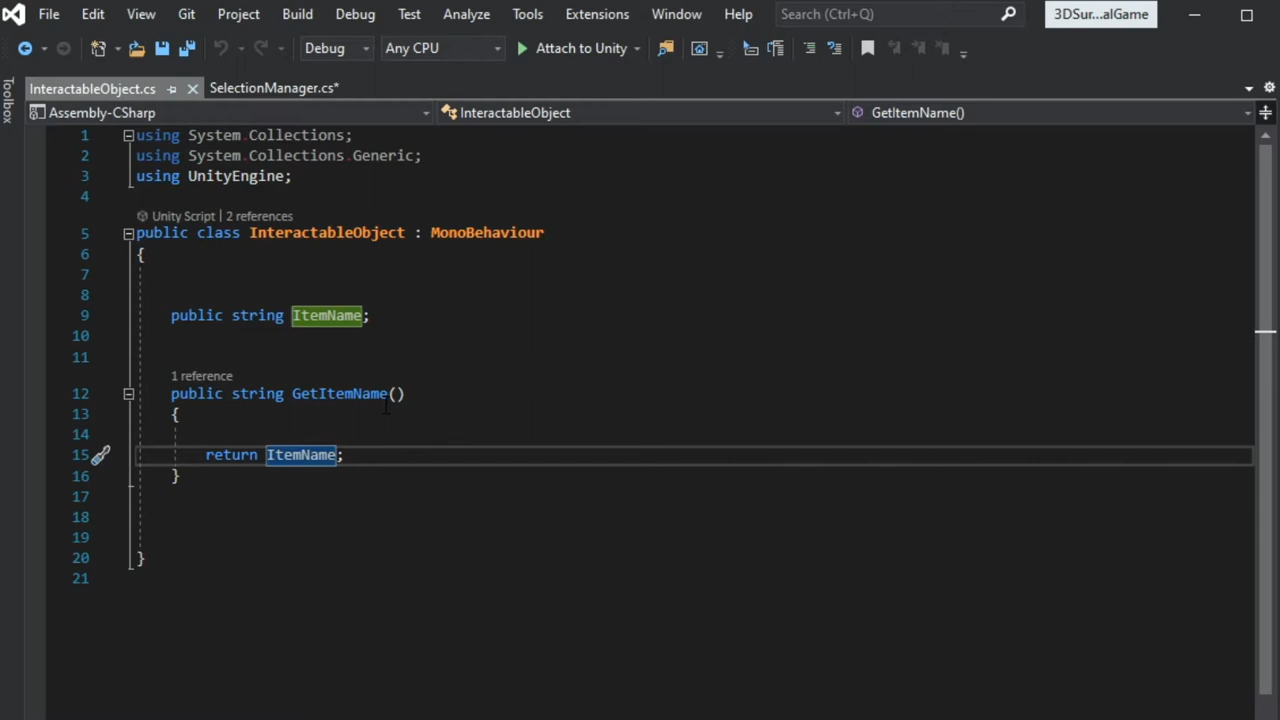 File Edit View Git Project Build Debug Test Analyze Tools Extensions Window Help Search (Ctrl+Q) 3DSur...alGame
Debug Any CPU Attach to Unity
Toolbox
InteractableObject.cs SelectionManager.cs*
Assembly-CSharp InteractableObject GetItemName()
1 using System.Collections;
2 using System.Collections.Generic;
3 using UnityEngine;
4
Unity Script | 2 references
5 public class InteractableObject : MonoBehaviour
6 {
7
8
9 public string ItemName;
10
11
1 reference
12 public string GetItemName()
13 {
14
15 return ItemName;
16 }
17
18
19
20 }
21